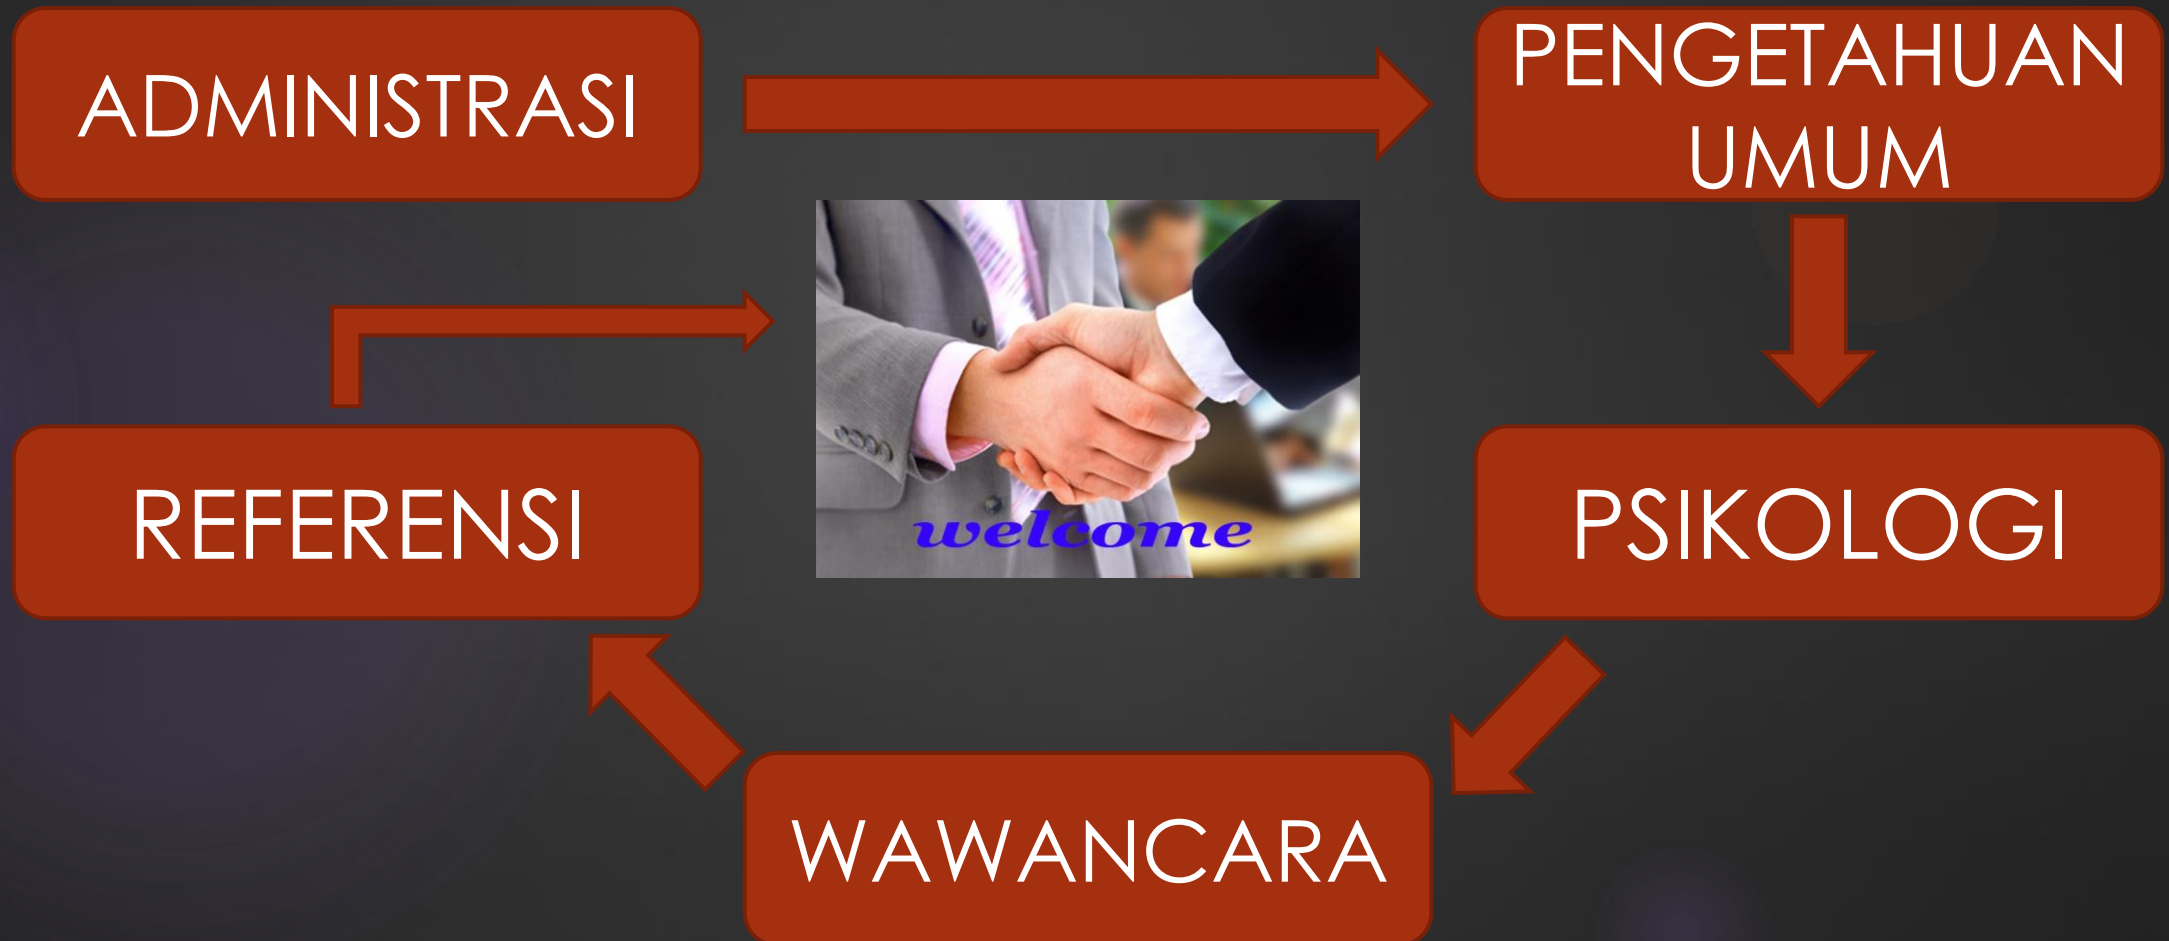 ADMINISTRASI
PENGETAHUAN
UMUM
REFERENSI
welcome
PSIKOLOGI
WAWANCARA